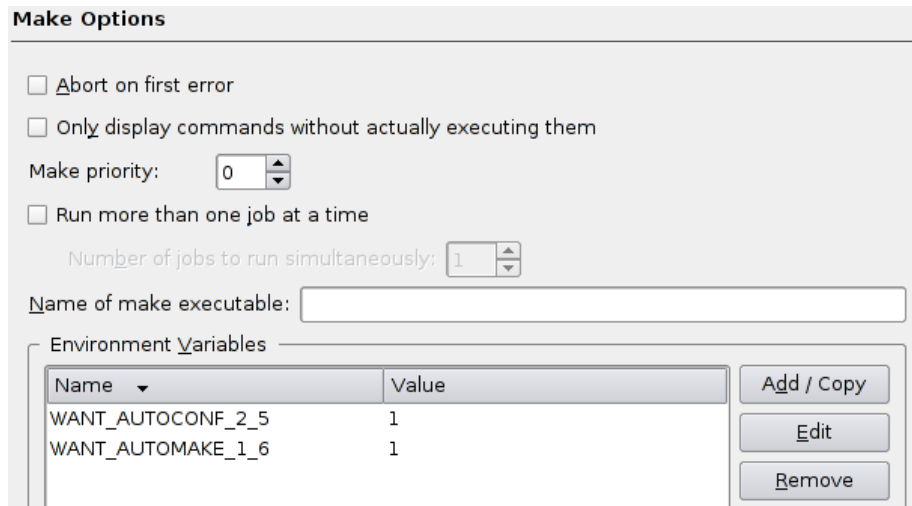 Make Options
Abort on first error
Only display commands without actually executing them
Make priority: 0
Run more than one job at a time
Number of jobs to run simultaneously: 1
Name of make executable:
Environment Variables
Name Value Add / Copy
WANT_AUTOCONF_2_5 1
Edit
WANT_AUTOMAKE_1_6 1
Remove